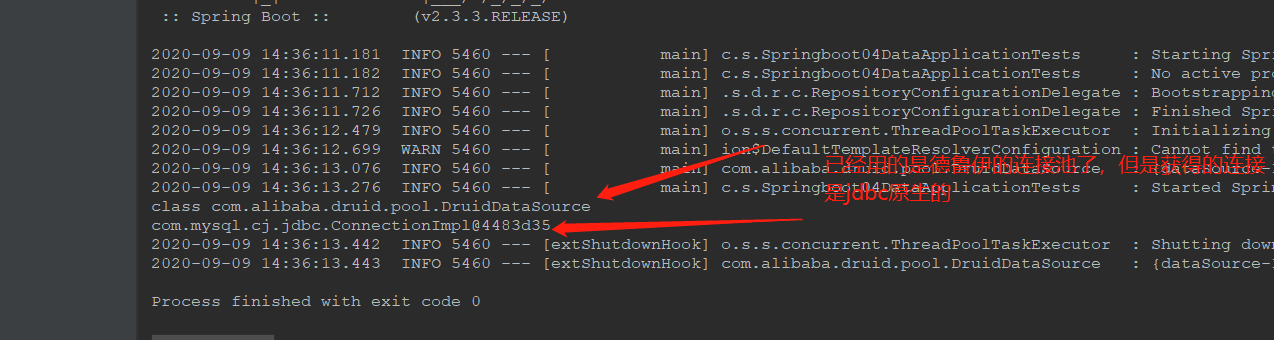 :: Spring Boot ::        (v2.3.3.RELEASE)
2020-09-09 14:36:11.181  INFO 5460 --- [           main] c.s.Springboot04DataApplicationTests     : Starting Spri
2020-09-09 14:36:11.182  INFO 5460 --- [           main] c.s.Springboot04DataApplicationTests     : No active pro
2020-09-09 14:36:11.712  INFO 5460 --- [           main] .s.d.r.c.RepositoryConfigurationDelegate : Bootstrapping
2020-09-09 14:36:11.726  INFO 5460 --- [           main] .s.d.r.c.RepositoryConfigurationDelegate : Finished Sprin
2020-09-09 14:36:12.479  INFO 5460 --- [           main] o.s.s.concurrent.ThreadPoolTaskExecutor  : Initializing
2020-09-09 14:36:12.699  WARN 5460 --- [           main] ion$DefaultTemplateResolverConfiguration : Cannot find
2020-09-09 14:36:13.076  INFO 5460 --- [           main] com.alibaba.druid.pool.DruidDataSource   : {dataSource-
2020-09-09 14:36:13.276  INFO 5460 --- [           main] c.s.Springboot04DataApplicationTests     : Started Sprin
已经用的是德鲁伊的连接池了，但是获得的连接
是jdbc原生的
class com.alibaba.druid.pool.DruidDataSource
com.mysql.cj.jdbc.ConnectionImpl@4483d35
2020-09-09 14:36:13.442  INFO 5460 --- [extShutdownHook] o.s.s.concurrent.ThreadPoolTaskExecutor  : Shutting down
2020-09-09 14:36:13.443  INFO 5460 --- [extShutdownHook] com.alibaba.druid.pool.DruidDataSource   : {dataSource-
Process finished with exit code 0